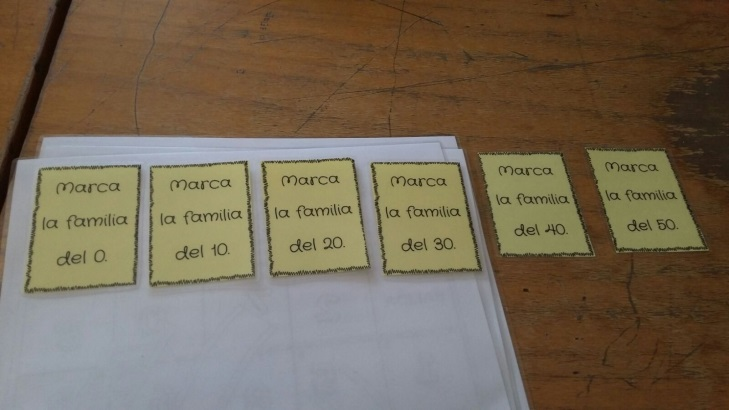 Marca
la familia
del 0.
Marca
la familia
del 10.
Marca
la familia
del 20.
Marca
la familia
del 30.
Marca
la familia
del 40.
Marca
la familia
del 50.